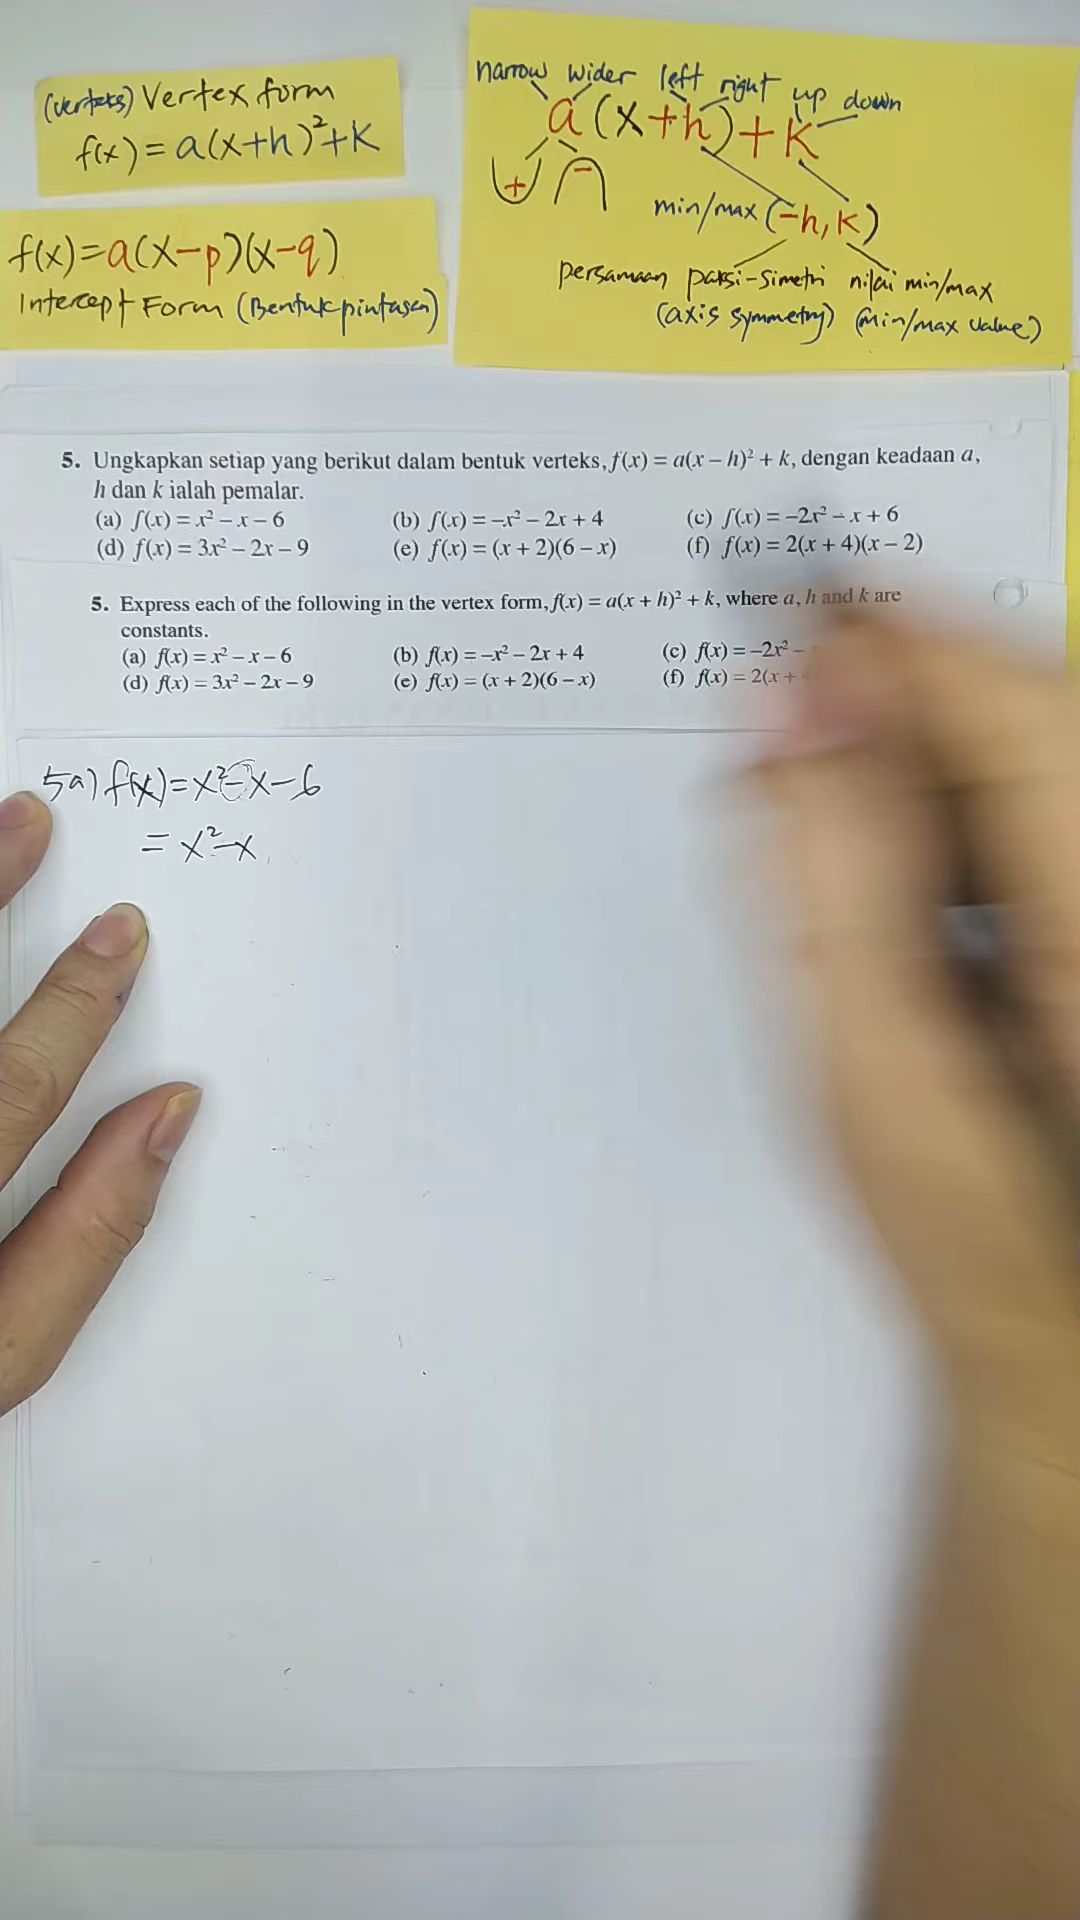 (verteks) Vertex form
f(x) = a(x+h)²+k
f(x)=a(x-p)(x-q)
Intercept Form (Bentuk pintasan)
narrow wider left right up down
a(x+h)+k
+ -
min/max (-h, k)
persamaan paksi-simetri nilai min/max
(axis symmetry) (min/max value)
5. Ungkapkan setiap yang berikut dalam bentuk verteks, f(x) = a(x – h)² + k, dengan keadaan a,
h dan k ialah pemalar.
(a) f(x) = x² – x – 6 (b) f(x) = –x² – 2x + 4 (c) f(x) = –2x² – x + 6
(d) f(x) = 3x² – 2x – 9 (e) f(x) = (x + 2)(6 – x) (f) f(x) = 2(x + 4)(x – 2)
5. Express each of the following in the vertex form, f(x) = a(x + h)² + k, where a, h and k are
constants.
(a) f(x) = x² – x – 6 (b) f(x) = –x² – 2x + 4 (c) f(x) = –2x² –
(d) f(x) = 3x² – 2x – 9 (e) f(x) = (x + 2)(6 – x) (f) f(x) = 2(x +
5a) f(x) = x² - x - 6
= x² - x